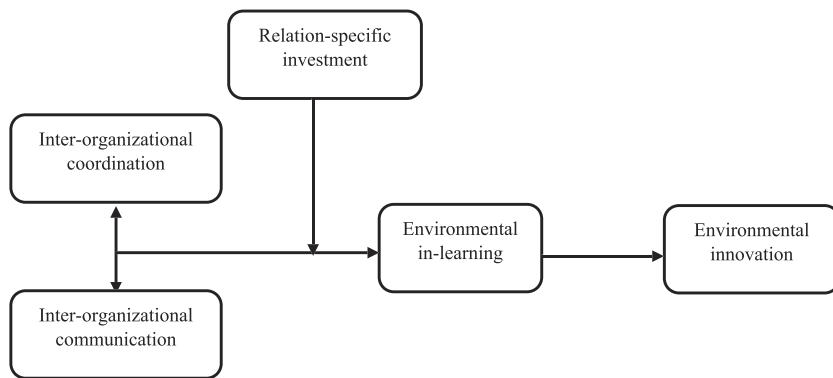 Relation-specific
investment
Inter-organizational
coordination
Environmental
in-learning
Environmental
innovation
Inter-organizational
communication